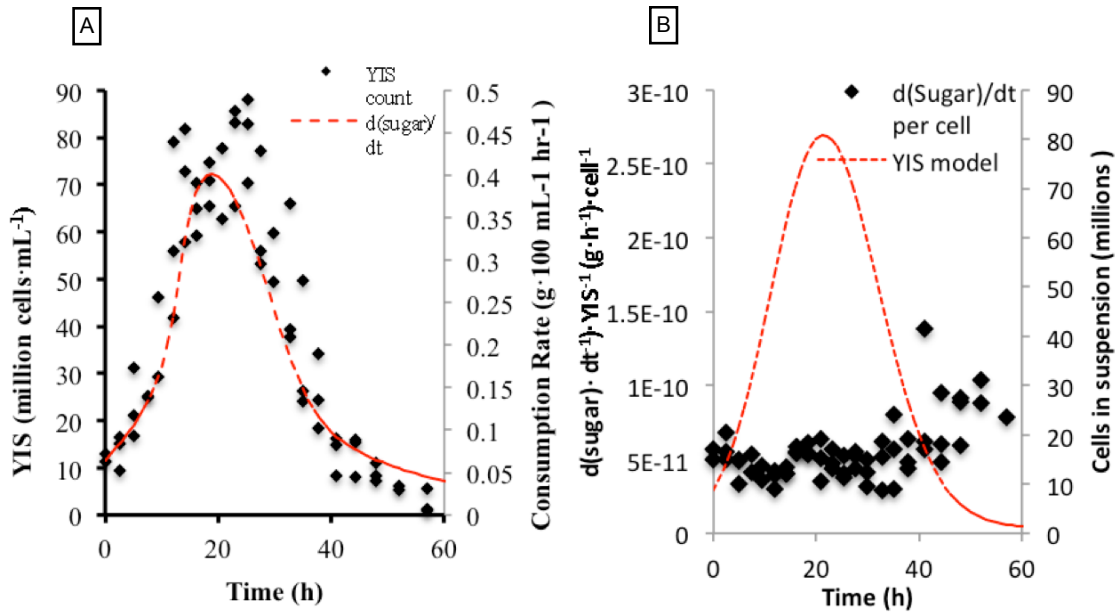 A
YIS
count
d(sugar)/
dt
90
80
70
60
50
40
30
20
10
0
YIS (million cells·mL-1)
0.5
0.45
0.4
0.35
0.3
0.25
0.2
0.15
0.1
0.05
0
Consumption Rate (g·100 mL-1 hr-1)
0
20
40
60
Time (h)
B
d(Sugar)/dt
per cell
YIS model
3E-10
2.5E-10
2E-10
1.5E-10
1E-10
5E-11
0
d(sugar)· dt-1)·YIS-1 (g·h-1)·cell-1
90
80
70
60
50
40
30
20
10
0
Cells in suspension (millions)
0
20
40
60
Time (h)